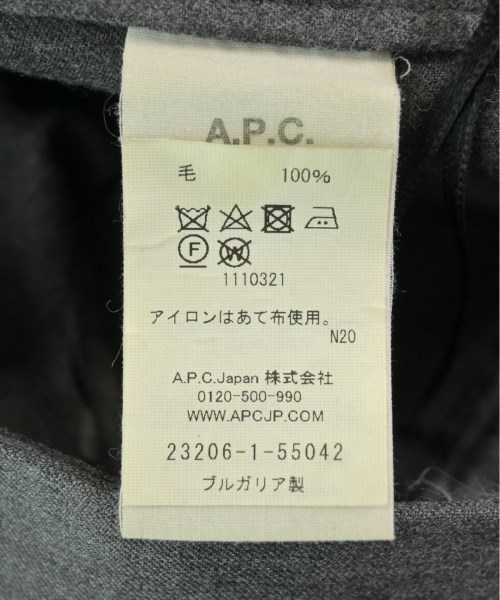 A.P.C.
毛 100%
F W
1110321
アイロンはあて布使用。
N20
A.P.C.Japan 株式会社
0120-500-990
WWW.APCJP.COM
23206-1-55042
ブルガリア製